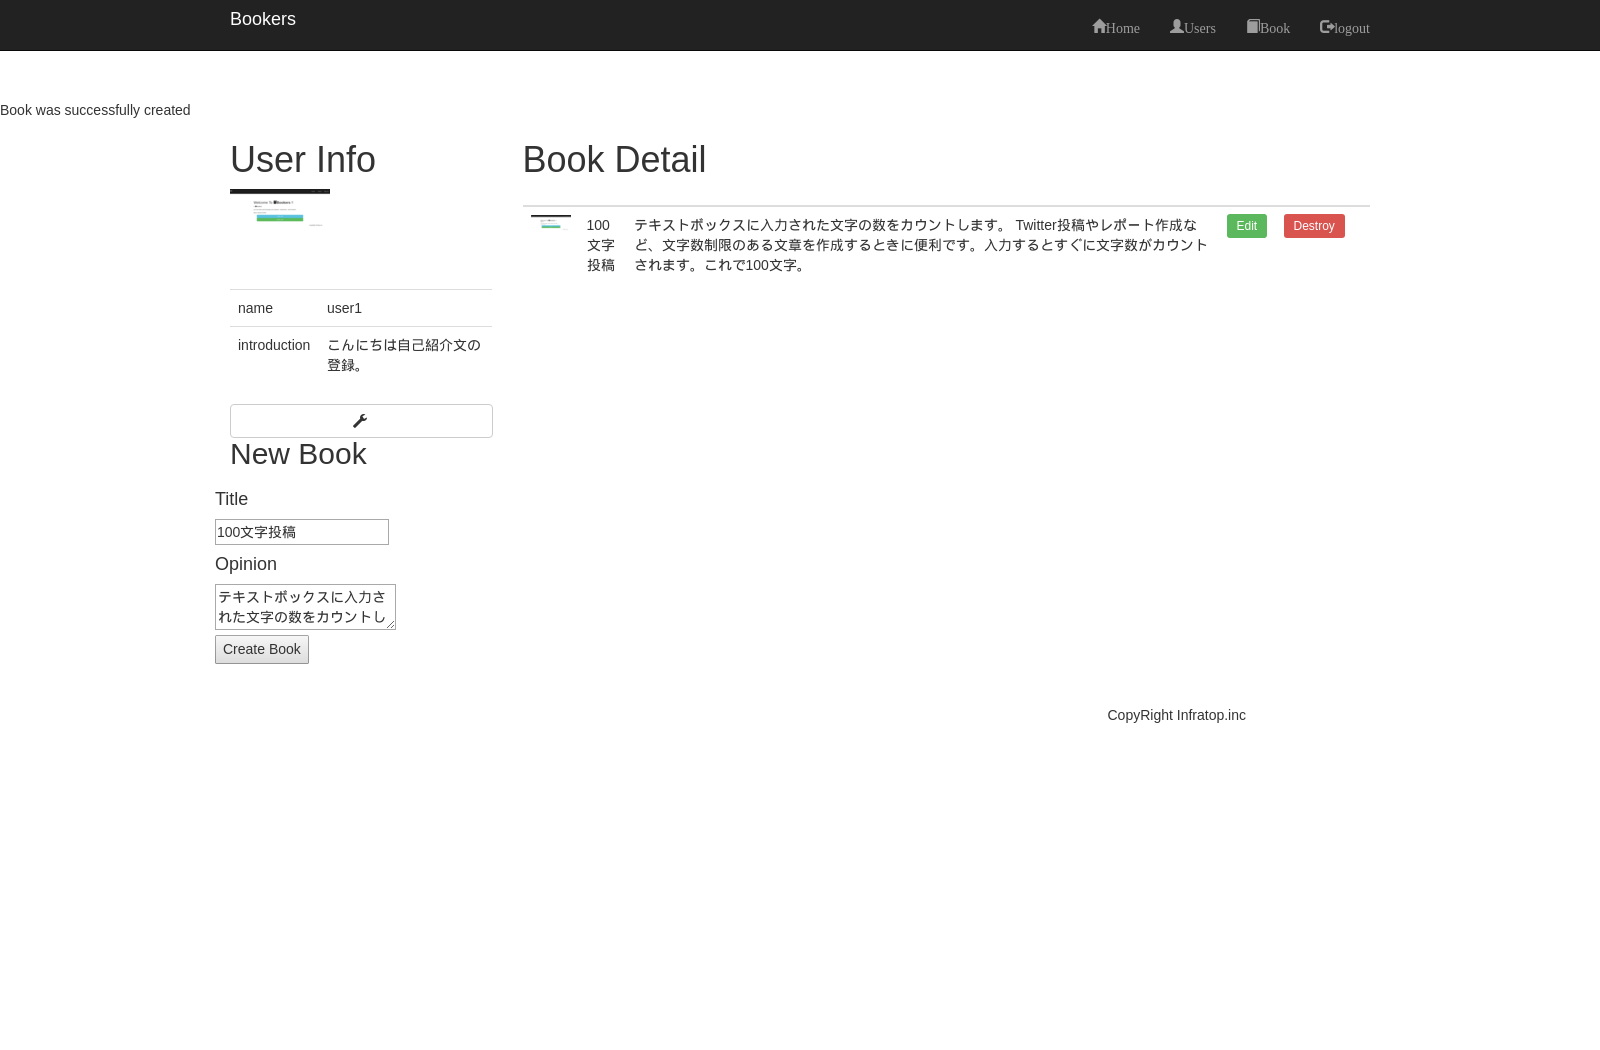 Bookers
Home
Users
Book
logout
Book was successfully created
User Info
name
user1
introduction
こんにちは自己紹介文の
登録。
New Book
Title
100文字投稿
Opinion
テキストボックスに入力さ
れた文字の数をカウントし
Create Book
Book Detail
100
文字
投稿
テキストボックスに入力された文字の数をカウントします。 Twitter投稿やレポート作成な
ど、文字数制限のある文章を作成するときに便利です。入力するとすぐに文字数がカウント
されます。これで100文字。
Edit
Destroy
CopyRight Infratop.inc